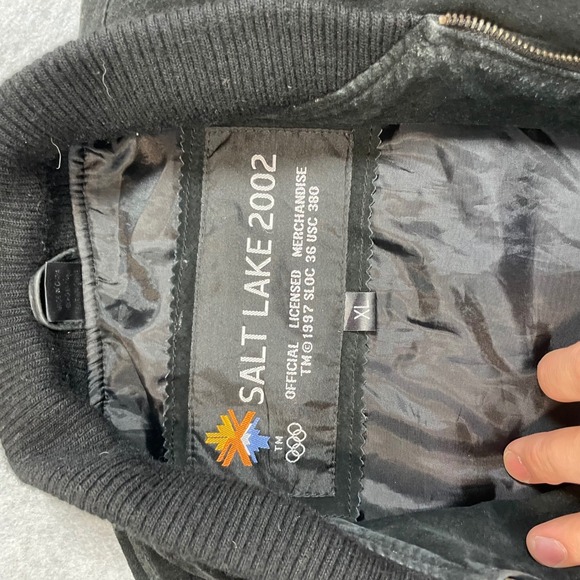 SALT LAKE 2002
TM
OFFICIAL LICENSED MERCHANDISE
TM © 1997 SLOC 36 USC 380
XL